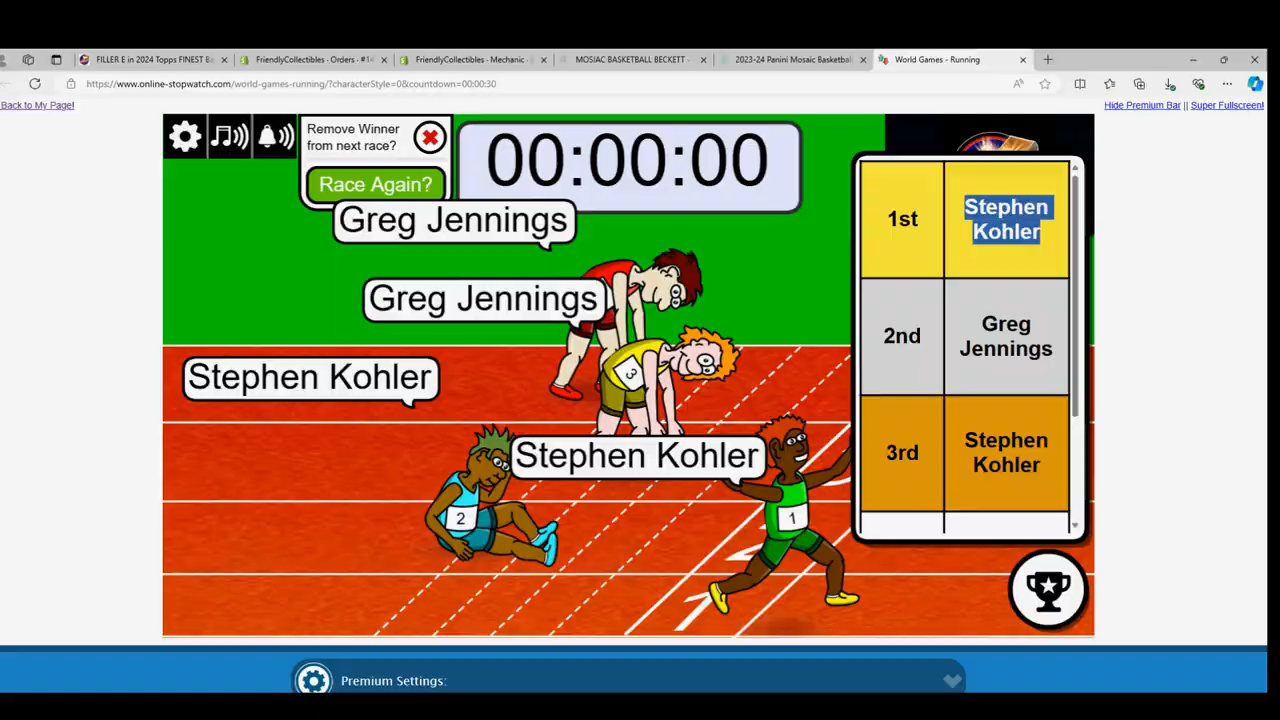 FILLER E in 2024 Topps FINEST Ba
FriendlyCollectibles - Orders - #14
FriendlyCollectibles - Mechanic -
MOSIAC BASKETBALL BECKETT -
2023-24 Panini Mosaic Basketball
World Games - Running
https://www.online-stopwatch.com/world-games-running/?characterStyle=0&countdown=00:00:30
Back to My Page!
Hide Premium Bar || Super Fullscreen!
Remove Winner
from next race?
Race Again?
00:00:00
Greg Jennings
Greg Jennings
Stephen Kohler
Stephen Kohler
3
2
1
1st
Stephen
Kohler
2nd
Greg
Jennings
3rd
Stephen
Kohler
Premium Settings: